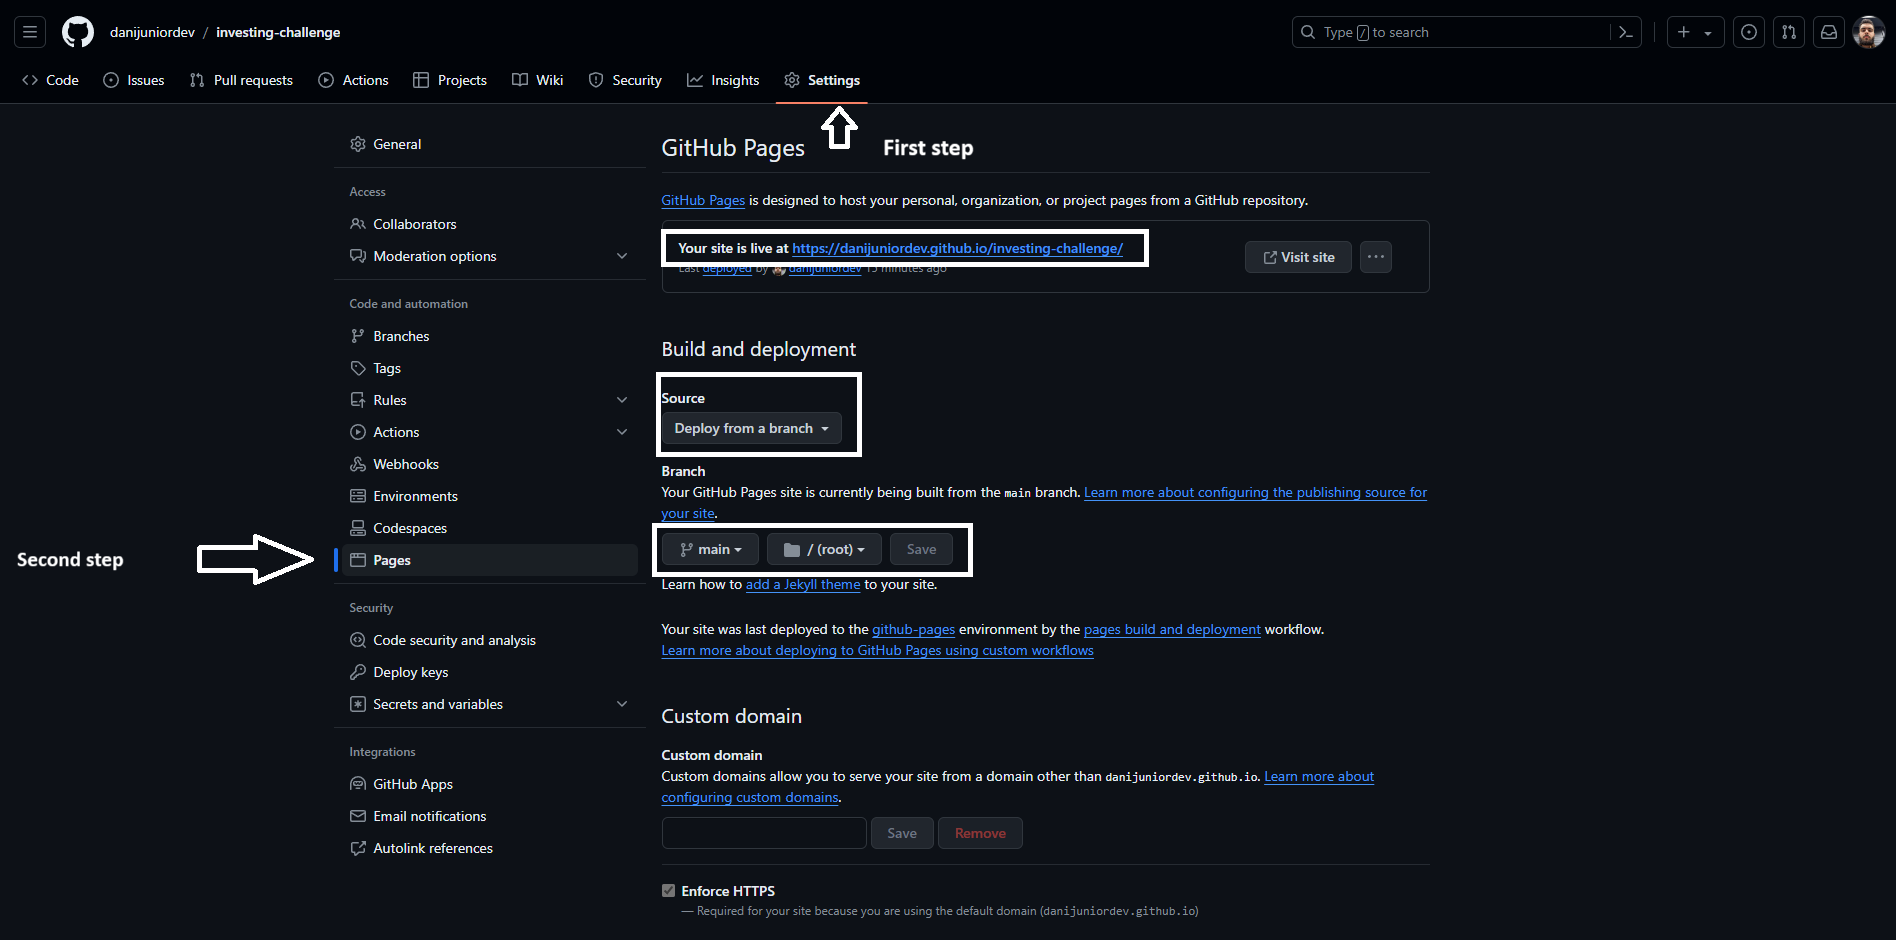 danijuniordev / investing-challenge
Type / to search
Code Issues Pull requests Actions Projects Wiki Security Insights Settings
General
Access
Collaborators
Moderation options
Code and automation
Branches
Tags
Rules
Actions
Webhooks
Environments
Codespaces
Second step
Pages
Security
Code security and analysis
Deploy keys
Secrets and variables
Integrations
GitHub Apps
Email notifications
Autolink references
GitHub Pages
First step
GitHub Pages is designed to host your personal, organization, or project pages from a GitHub repository.
Your site is live at https://danijuniordev.github.io/investing-challenge/
Last deployed by danijuniordev 15 minutes ago
Visit site
Build and deployment
Source
Deploy from a branch
Branch
Your GitHub Pages site is currently being built from the main branch. Learn more about configuring the publishing source for
your site.
main / (root) Save
Learn how to add a Jekyll theme to your site.
Your site was last deployed to the github-pages environment by the pages build and deployment workflow.
Learn more about deploying to GitHub Pages using custom workflows
Custom domain
Custom domain
Custom domains allow you to serve your site from a domain other than danijuniordev.github.io. Learn more about
configuring custom domains.
Save Remove
Enforce HTTPS
— Required for your site because you are using the default domain (danijuniordev.github.io)